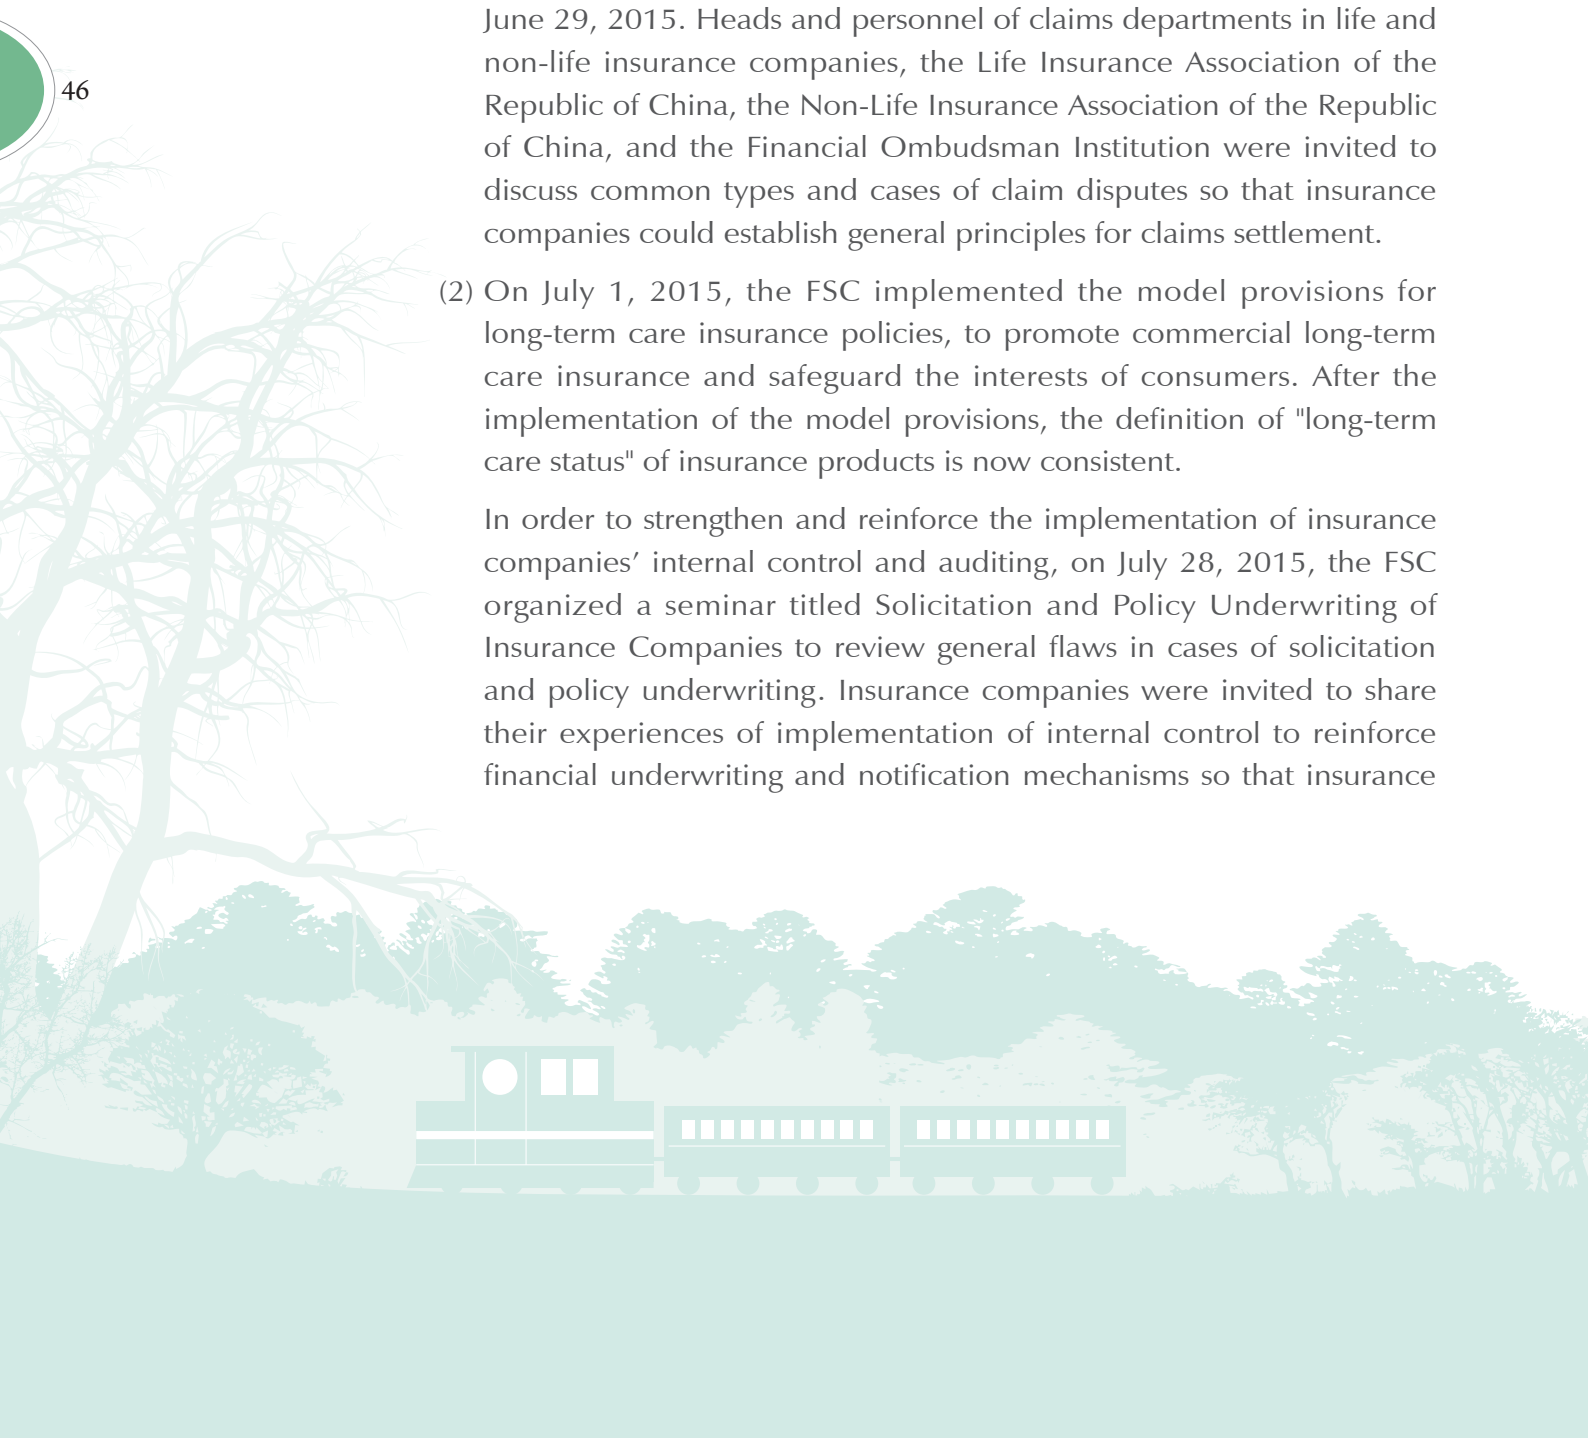 June 29, 2015. Heads and personnel of claims departments in life and
non-life insurance companies, the Life Insurance Association of the
46
Republic of China, the Non-Life Insurance Association of the Republic
of China, and the Financial Ombudsman Institution were invited to
discuss common types and cases of claim disputes so that insurance
companies could establish general principles for claims settlement.
(2) On July 1, 2015, the FSC implemented the model provisions for
long-term care insurance policies, to promote commercial long-term
care insurance and safeguard the interests of consumers. After the
implementation of the model provisions, the definition of "long-term
care status" of insurance products is now consistent.
In order to strengthen and reinforce the implementation of insurance
companies’ internal control and auditing, on July 28, 2015, the FSC
organized a seminar titled Solicitation and Policy Underwriting of
Insurance Companies to review general flaws in cases of solicitation
and policy underwriting. Insurance companies were invited to share
their experiences of implementation of internal control to reinforce
financial underwriting and notification mechanisms so that insurance